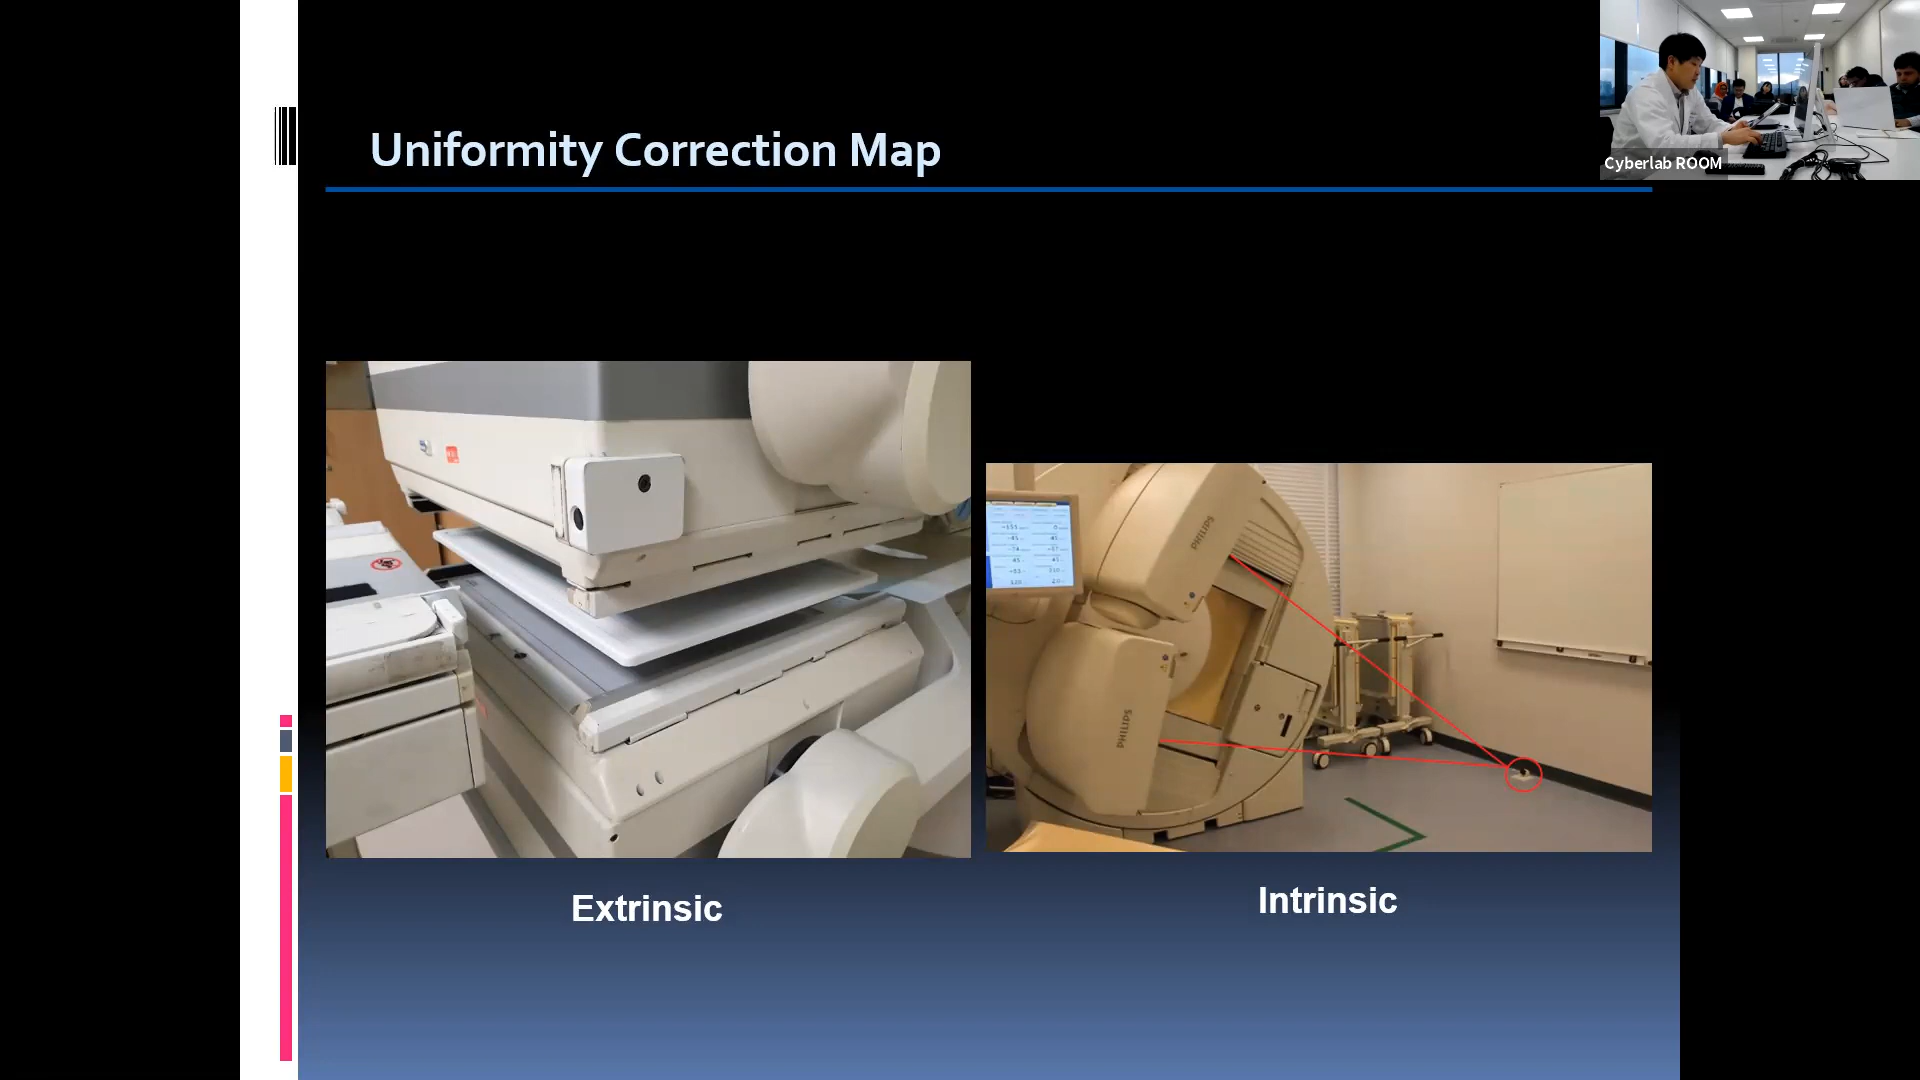 Uniformity Correction Map
Cyberlab ROOM
PHILIPS
PHILIPS
Extrinsic
Intrinsic